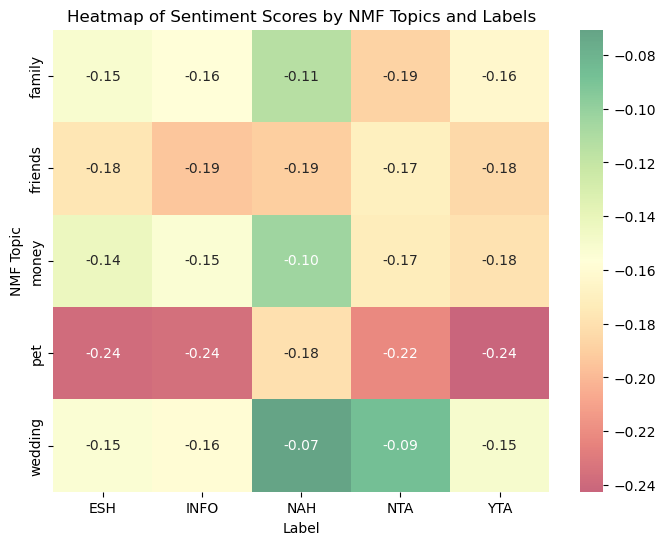 Heatmap of Sentiment Scores by NMF Topics and Labels
NMF Topic
family -0.15 -0.16 -0.11 -0.19 -0.16
friends -0.18 -0.19 -0.19 -0.17 -0.18
money -0.14 -0.15 -0.10 -0.17 -0.18
pet -0.24 -0.24 -0.18 -0.22 -0.24
wedding -0.15 -0.16 -0.07 -0.09 -0.15
ESH INFO NAH NTA YTA
Label
−0.08
−0.10
−0.12
−0.14
−0.16
−0.18
−0.20
−0.22
−0.24